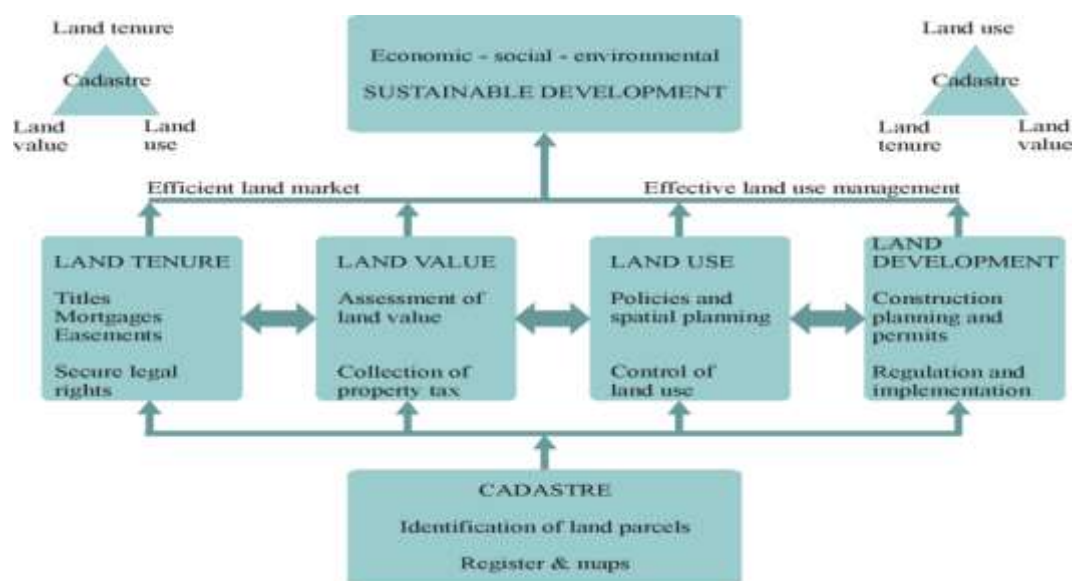 Land tenure
Cadastre
Land
value
Land
use
Economic - social - environmental
SUSTAINABLE DEVELOPMENT
Land use
Cadastre
Land
tenure
Land
value
Efficient land market
Effective land use management
LAND TENURE
Titles
Mortgages
Easements
Secure legal
rights
LAND VALUE
Assessment of
land value
Collection of
property tax
LAND USE
Policies and
spatial planning
Control of
land use
LAND
DEVELOPMENT
Construction
planning and
permits
Regulation and
implementation
CADASTRE
Identification of land parcels
Register & maps